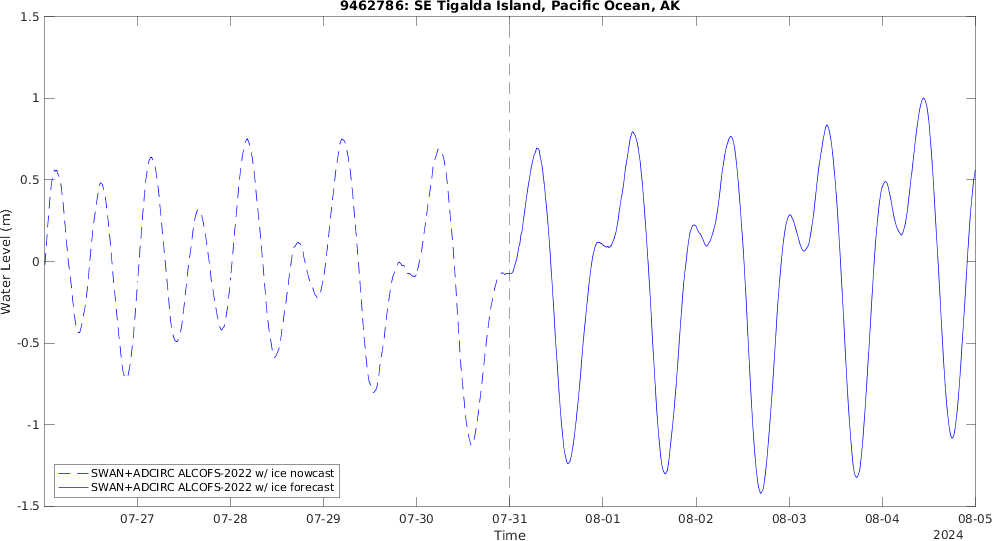 9462786: SE Tigalda Island, Pacific Ocean, AK
1.5
1
0.5
0
-0.5
-1
-1.5
Water Level (m)
SWAN+ADCIRC ALCOFS-2022 w/ ice nowcast
SWAN+ADCIRC ALCOFS-2022 w/ ice forecast
07-27 07-28 07-29 07-30 07-31 08-01 08-02 08-03 08-04 08-05
Time
2024